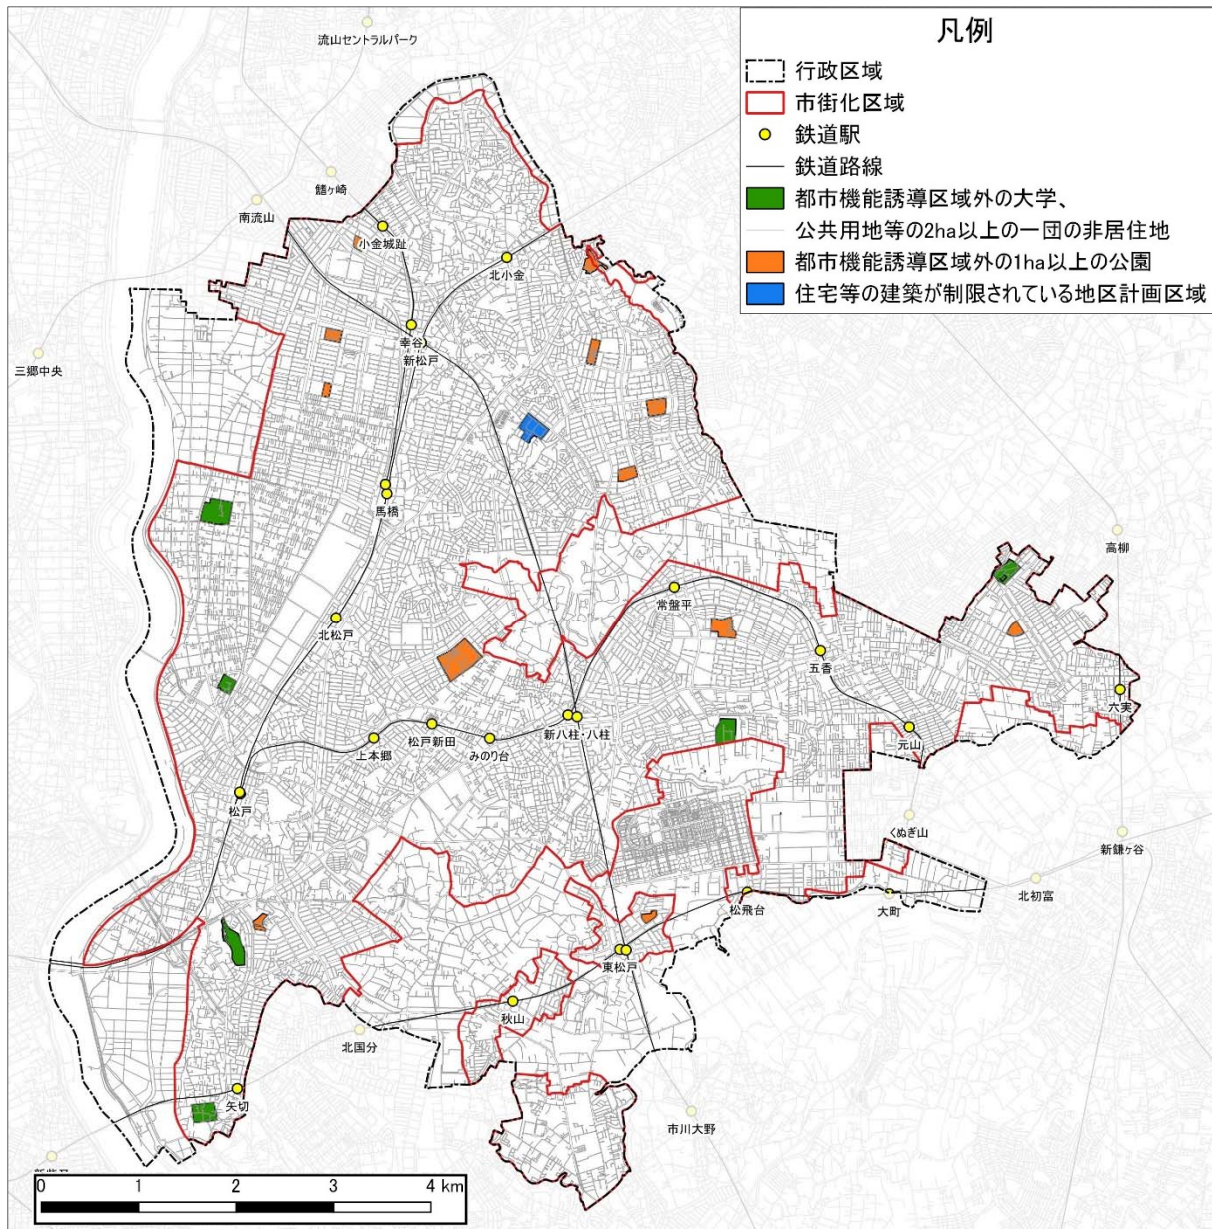 凡例
行政区域
市街化区域
鉄道駅
鉄道路線
都市機能誘導区域外の大学、
公共用地等の2ha以上の一団の非居住地
都市機能誘導区域外の1ha以上の公園
住宅等の建築が制限されている地区計画区域
流山セントラルパーク
鰭ヶ崎
南流山
小金城趾
北小金
幸谷
新松戸
三郷中央
馬橋
高柳
北松戸
常盤平
五香
六実
新八柱・八柱
松戸新田
みのり台
上本郷
元山
松戸
くぬぎ山
新鎌ヶ谷
北初富
大町
松飛台
東松戸
秋山
北国分
矢切
市川大野
0 1 2 3 4 km